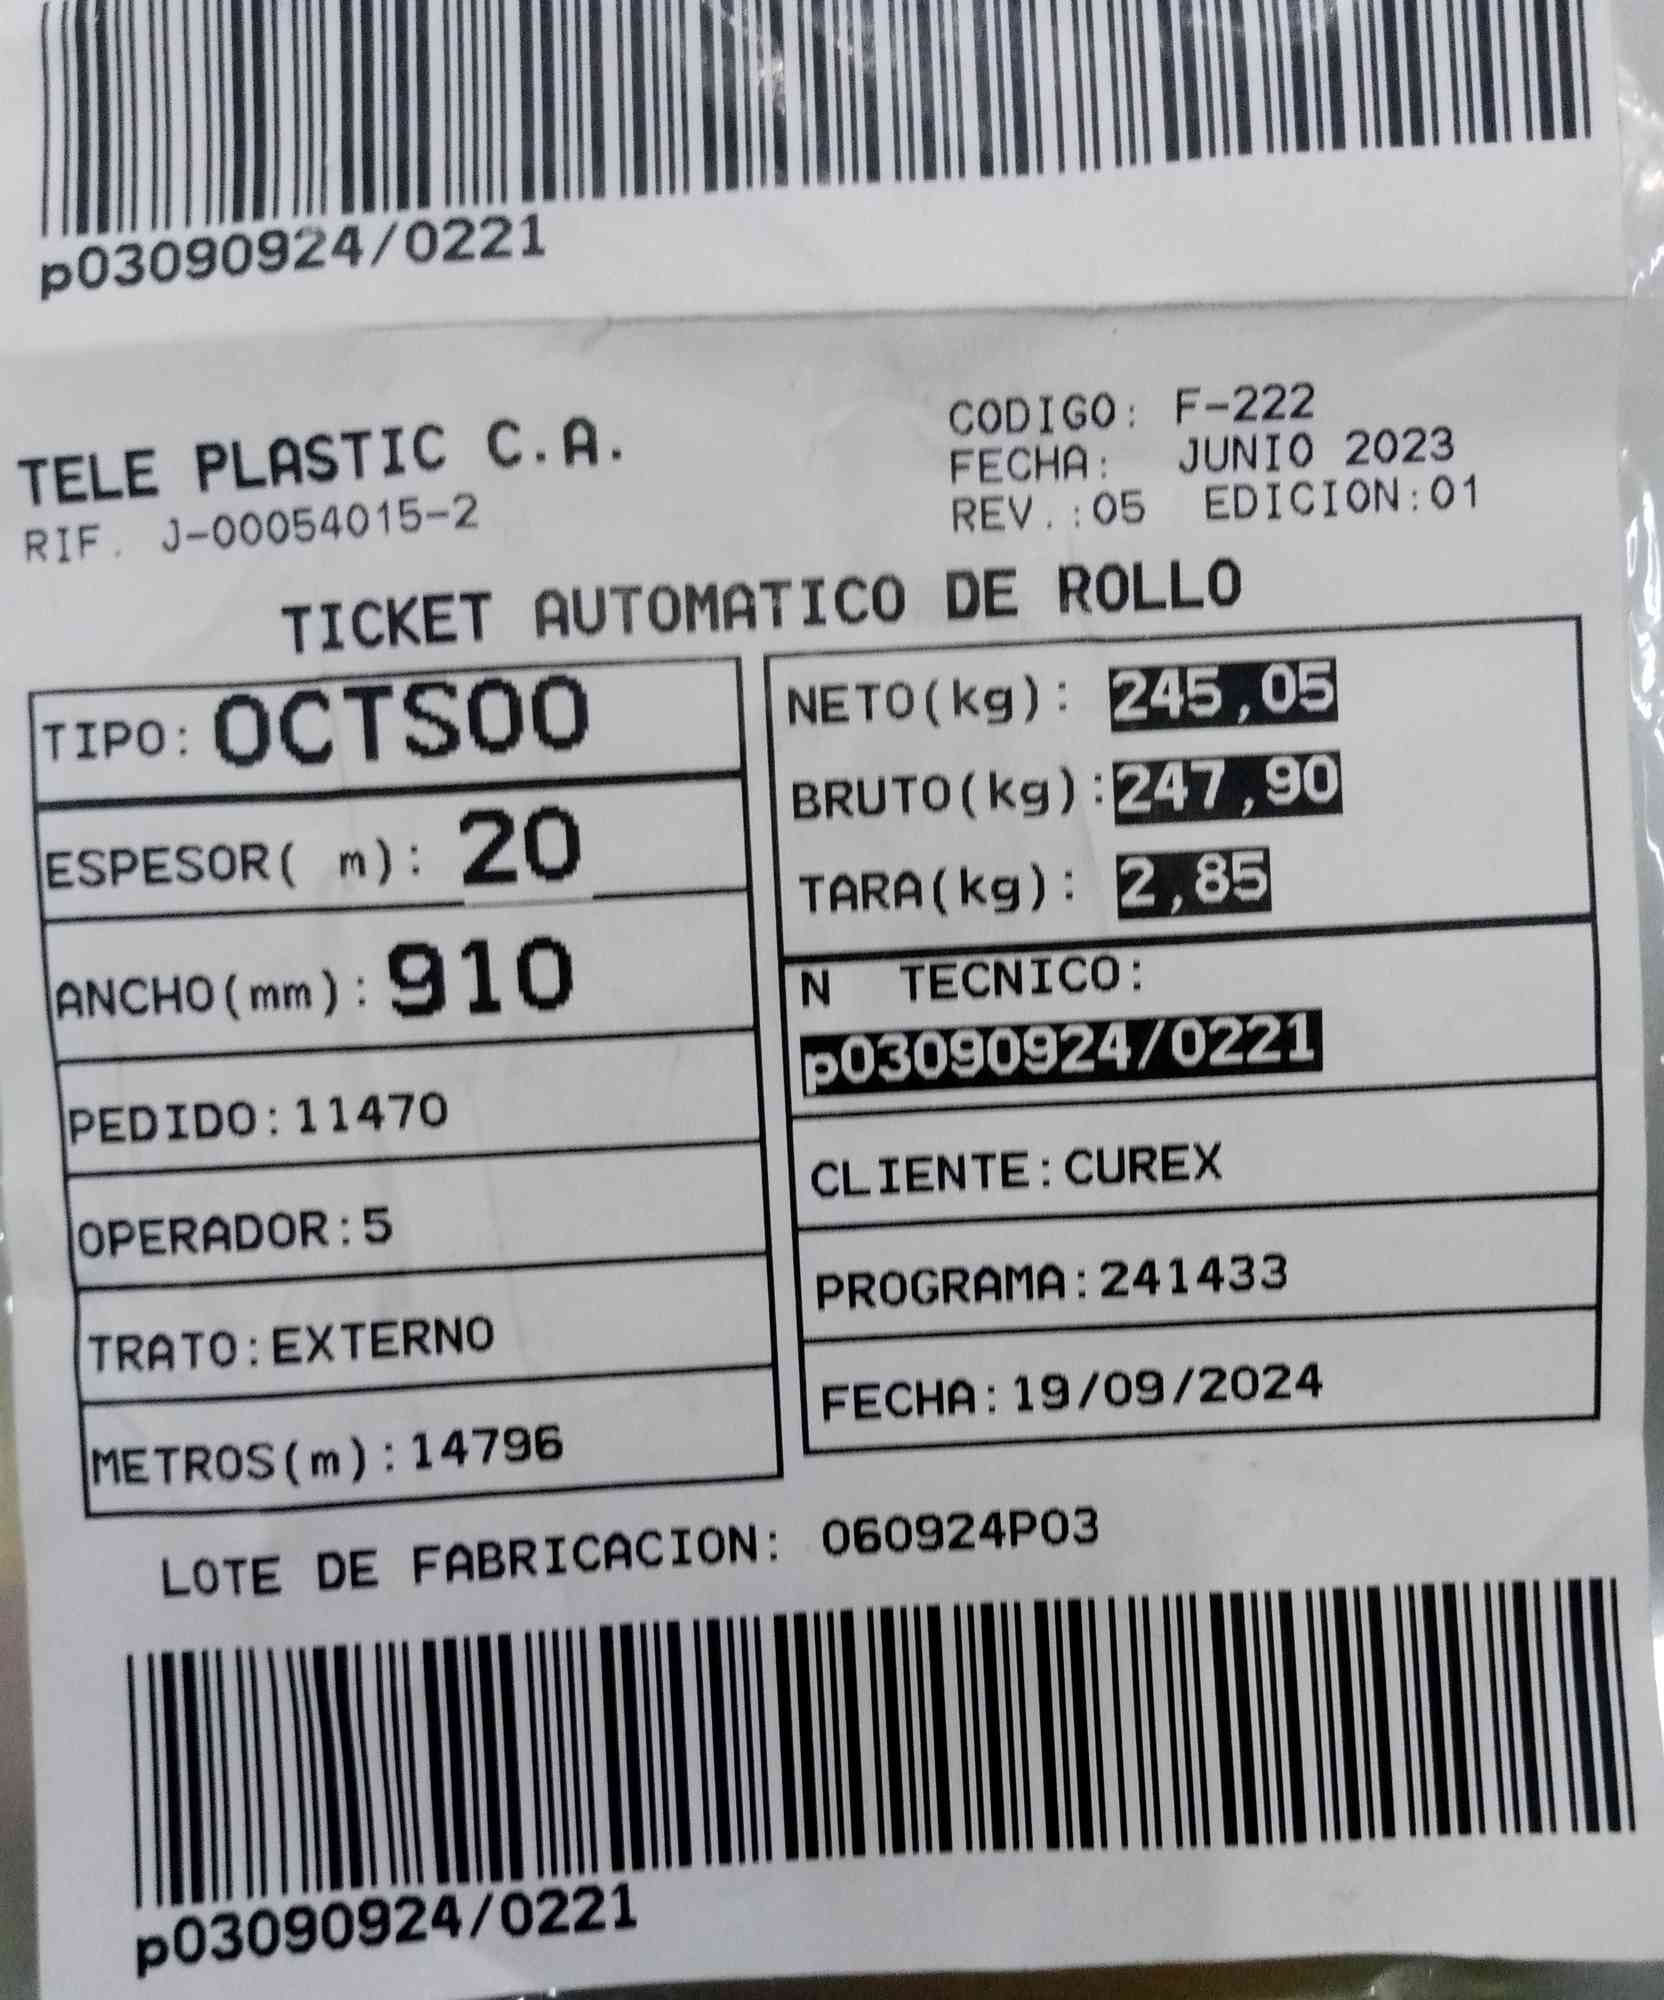 p03090924/0221
TELE PLASTIC C.A.
RIF. J-00054015-2
CODIGO: F-222
FECHA: JUNIO 2023
REV.:05 EDICION:01
TICKET AUTOMATICO DE ROLLO
TIPO: OCTS00
ESPESOR( m): 20
ANCHO(mm): 910
PEDIDO:11470
OPERADOR:5
TRATO:EXTERNO
METROS(m):14796
NETO(kg): 245,05
BRUTO(kg):247,90
TARA(kg): 2,85
N TECNICO:
p03090924/0221
CLIENTE:CUREX
PROGRAMA:241433
FECHA:19/09/2024
LOTE DE FABRICACION: 060924P03
p03090924/0221